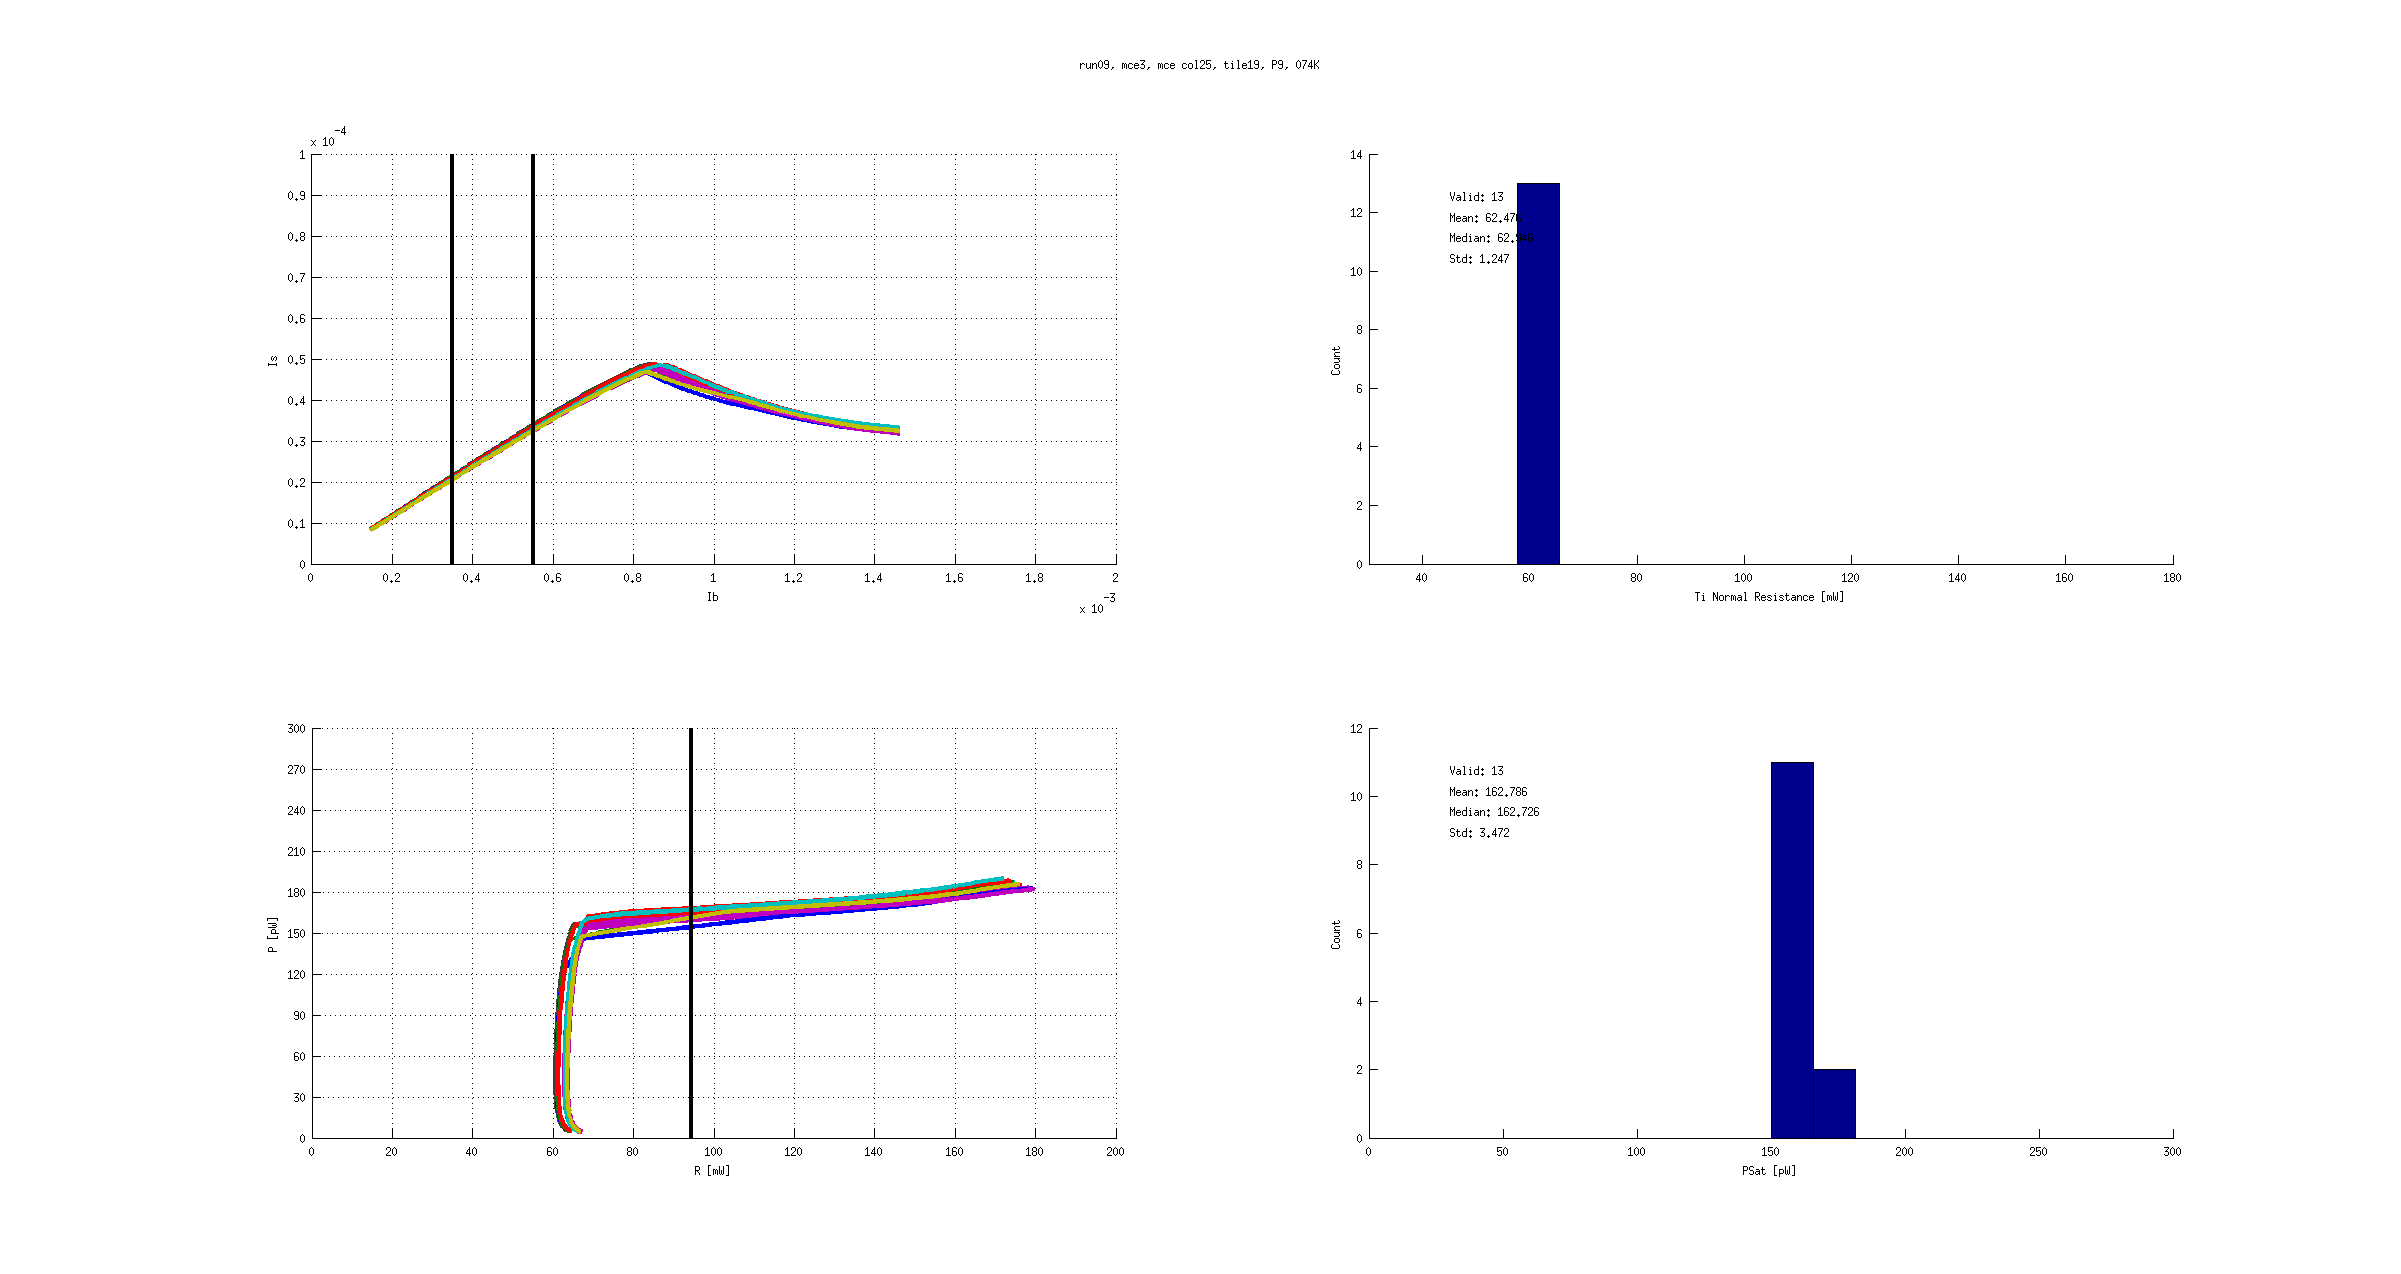 run09, mce3, mce col25, tile19, P9, 074K
x 10^-4
1
0.9
0.8
0.7
0.6
0.5
0.4
0.3
0.2
0.1
0
Is
0 0.2 0.4 0.6 0.8 1 1.2 1.4 1.6 1.8 2
Ib
x 10^-3
14
12
10
8
6
4
2
0
Count
Valid: 13
Mean: 62.47
Median: 62.
Std: 1.247
40 60 80 100 120 140 160 180
Ti Normal Resistance [mW]
300
270
240
210
180
150
120
90
60
30
0
P [pW]
0 20 40 60 80 100 120 140 160 180 200
R [mW]
12
10
8
6
4
2
0
Count
Valid: 13
Mean: 162.786
Median: 162.726
Std: 3.472
0 50 100 150 200 250 300
PSat [pW]